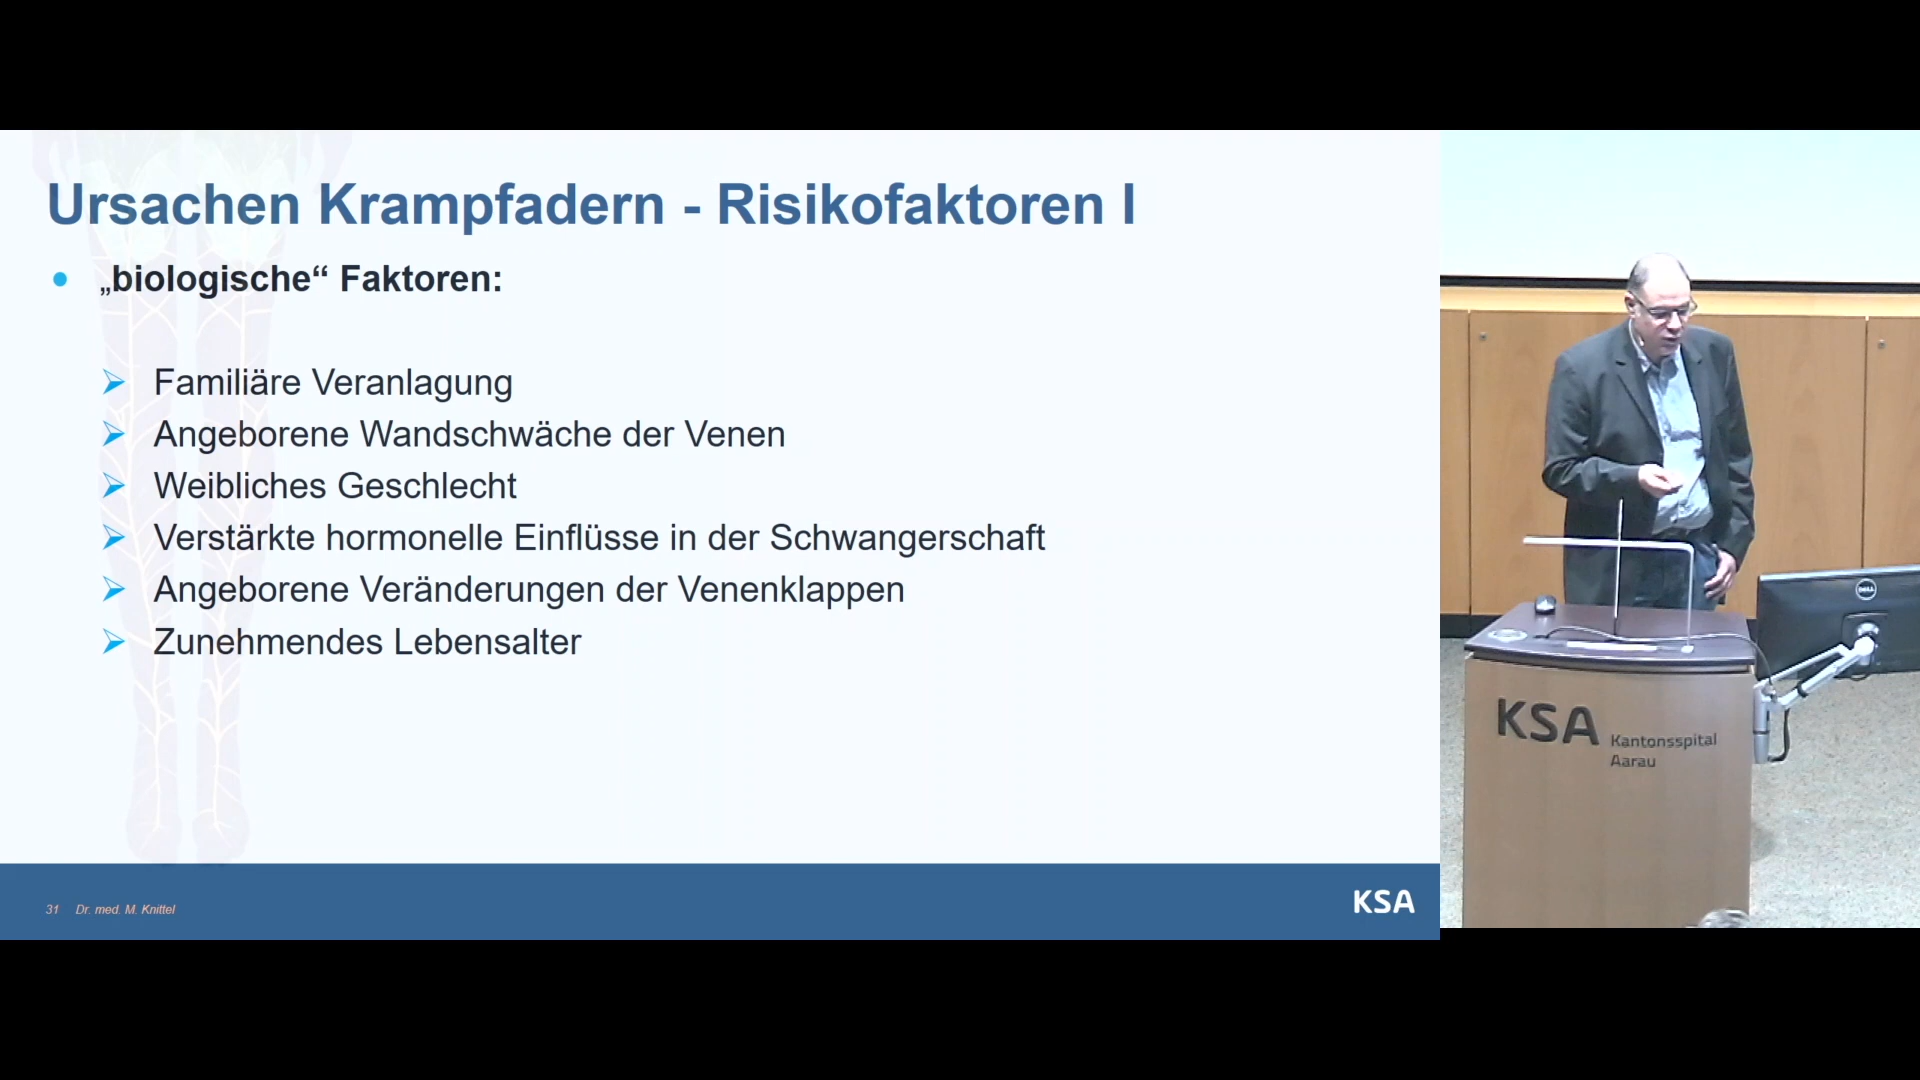 Ursachen Krampfadern - Risikofaktoren I
„biologische“ Faktoren:
Familiäre Veranlagung
Angeborene Wandschwäche der Venen
Weibliches Geschlecht
Verstärkte hormonelle Einflüsse in der Schwangerschaft
Angeborene Veränderungen der Venenklappen
Zunehmendes Lebensalter
31 Dr. med. M. Knittel
KSA
DELL
KSA Kantonsspital
Aarau